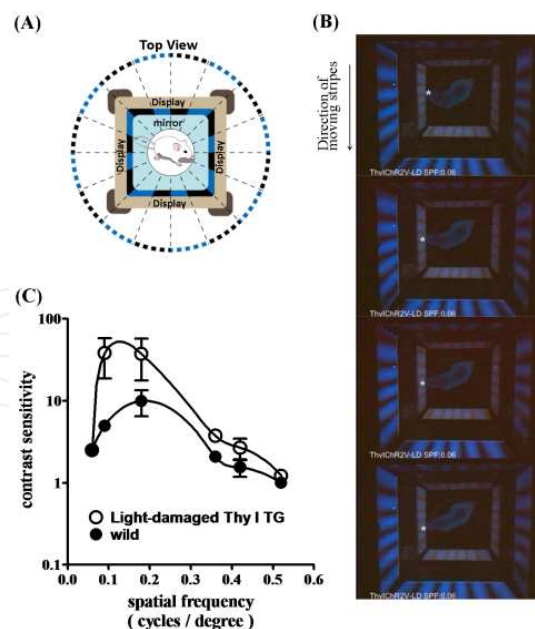 (A)
Top View
Display
mirror
Display
Display
Display
(B)
Direction of
moving stripes
*
ThyIChR2V-LD SPF:0.06
*
ThyIChR2V-LD SPF:0.06
*
ThyIChR2V-LD SPF:0.06
*
ThyIChR2V-LD SPF:0.06
(C)
contrast sensitivity
100
10
1
0.1
Light-damaged Thy I TG
wild
0.0 0.1 0.2 0.3 0.4 0.5 0.6
spatial frequency
( cycles / degree )